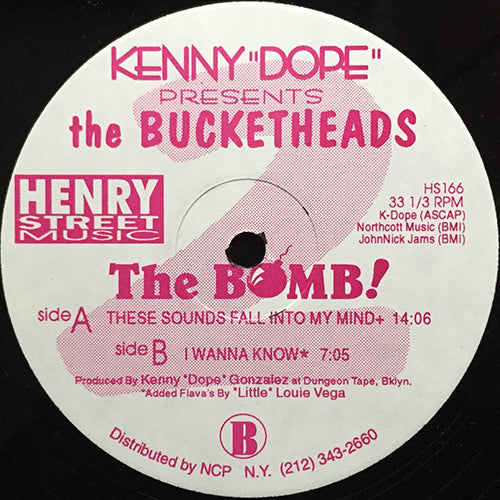 KENNY "DOPE"
PRESENTS
the BUCKETHEADS
2
HENRY
STREET
MUSIC
HS166
33 1/3 RPM
K-Dope (ASCAP)
Northcott Music (BMI)
JohnNick Jams (BMI)
The BOMB!
side A THESE SOUNDS FALL INTO MY MIND+ 14:06
side B I WANNA KNOW* 7:05
Produced By Kenny "Dope" Gonzalez at Dungeon Tape, Bklyn.
*Added Flava's By "Little" Louie Vega
B
Distributed by NCP N.Y. (212) 343-2660